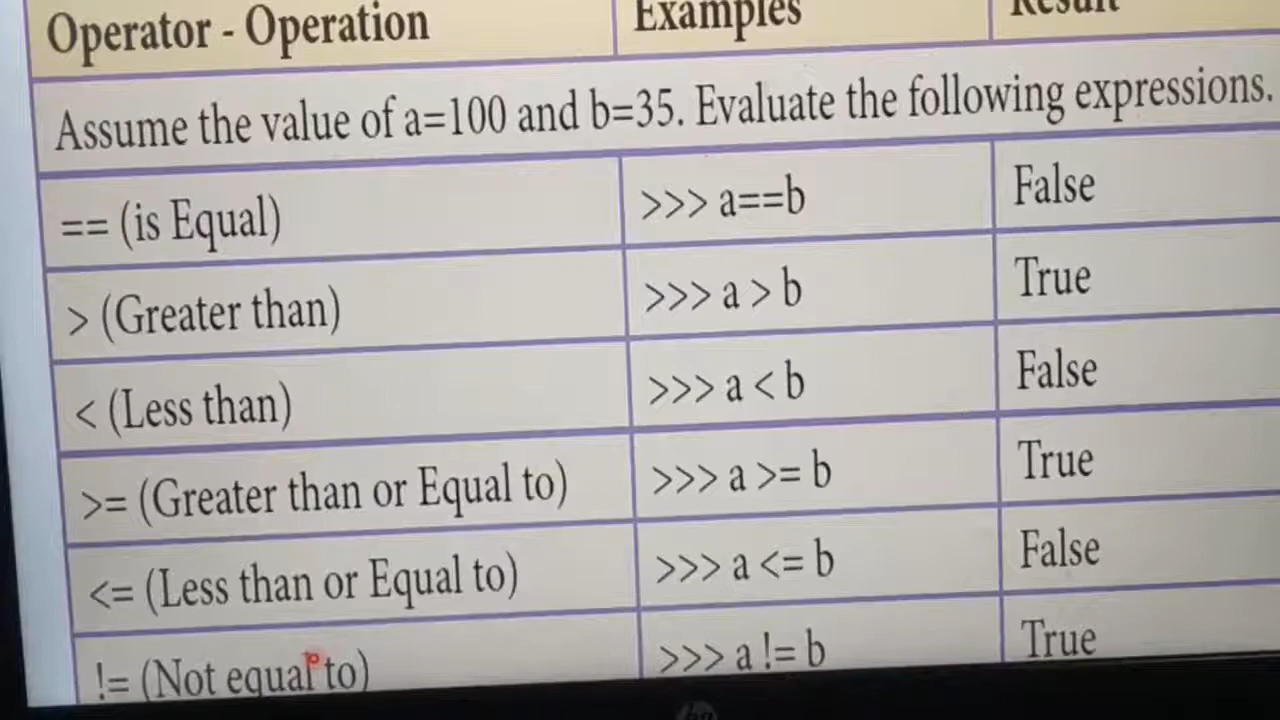 Operator - Operation Examples Result
Assume the value of a=100 and b=35. Evaluate the following expressions.
== (is Equal) >>> a==b False
> (Greater than) >>> a > b True
< (Less than) >>> a < b False
>= (Greater than or Equal to) >>> a >= b True
<= (Less than or Equal to) >>> a <= b False
!= (Not equal to) >>> a != b True
hp